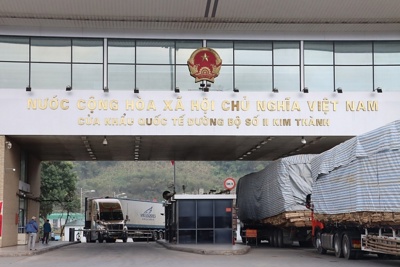 NƯỚC CỘNG HÒA XÃ HỘI CHỦ NGHĨA VIỆT NAM
CỬA KHẨU QUỐC TẾ ĐƯỜNG BỘ SỐ II KIM THÀNH